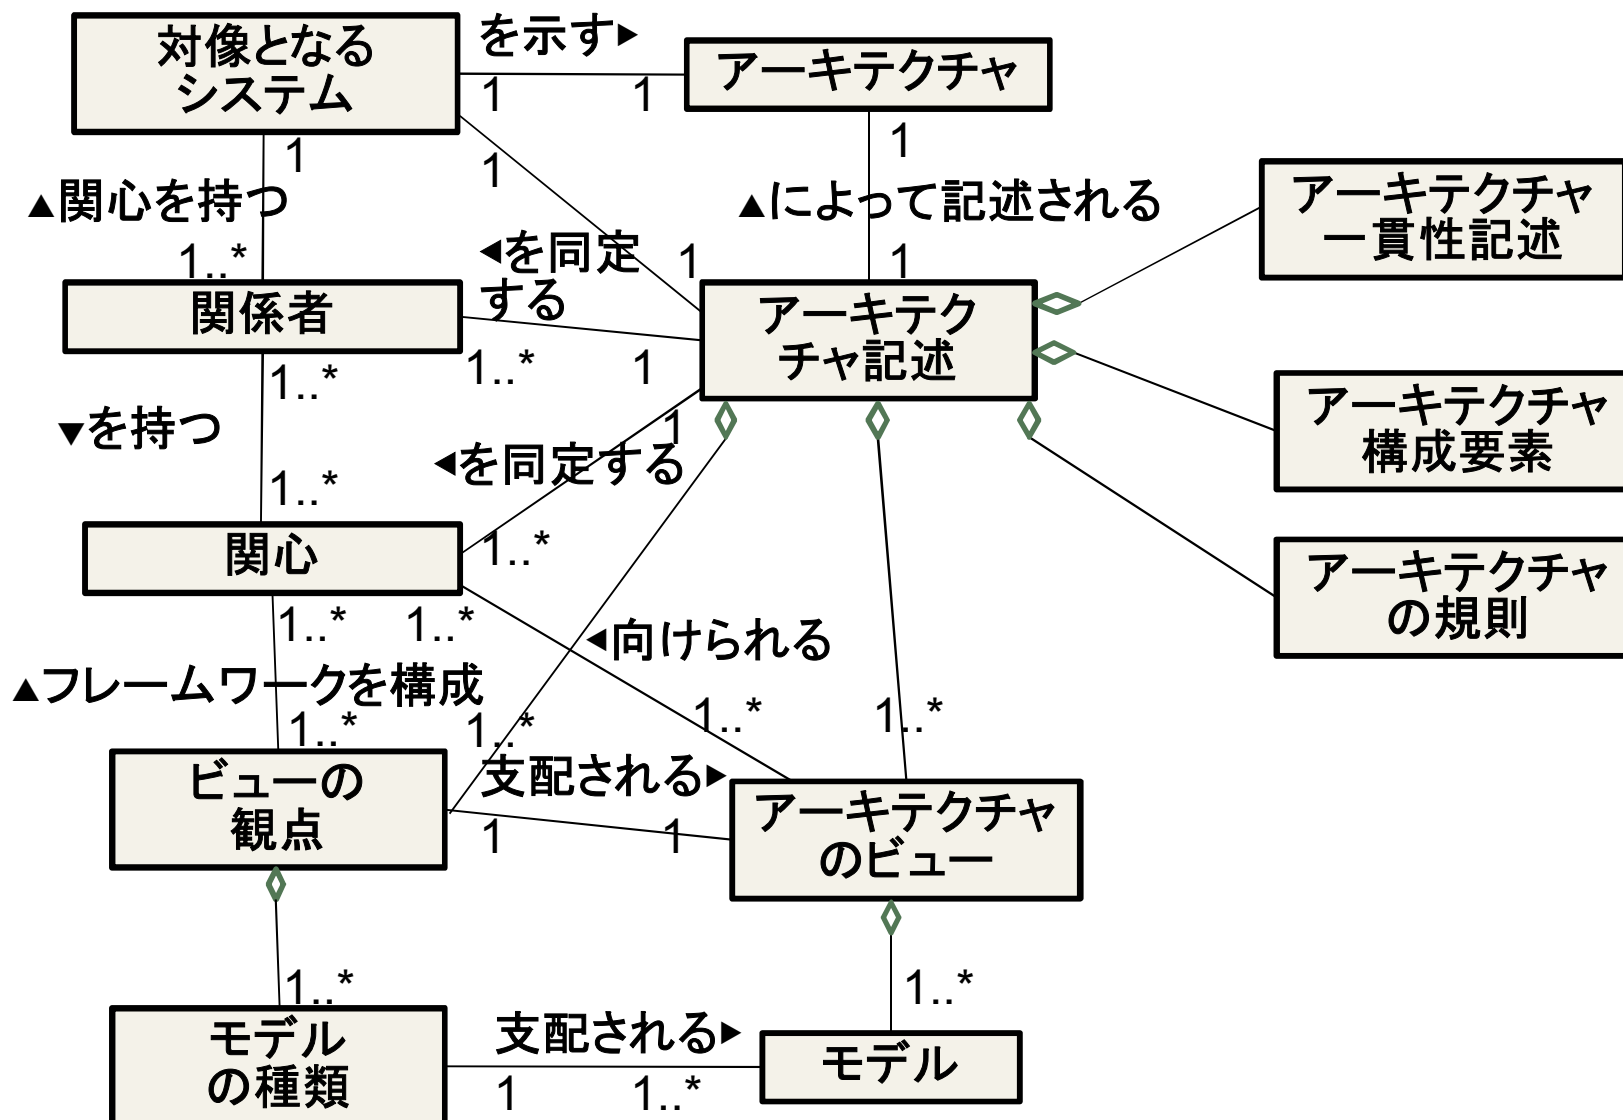 対象となる
システム
を示す▶
1
1
アーキテクチャ
1
1
1
▲関心を持つ
▲によって記述される
アーキテクチャ
一貫性記述
1..*
◀を同定
する
1
1
関係者
アーキテク
チャ記述
1..*
1..*
1
アーキテクチャ
構成要素
▼を持つ
1
◀を同定する
1..*
関心
1..*
アーキテクチャ
の規則
1..*
1..*
◀向けられる
▲フレームワークを構成
1..*
1..*
1..*
1..*
ビューの
観点
支配される▶
1
1
アーキテクチャ
のビュー
1..*
1..*
モデル
の種類
支配される▶
1
1..*
モデル